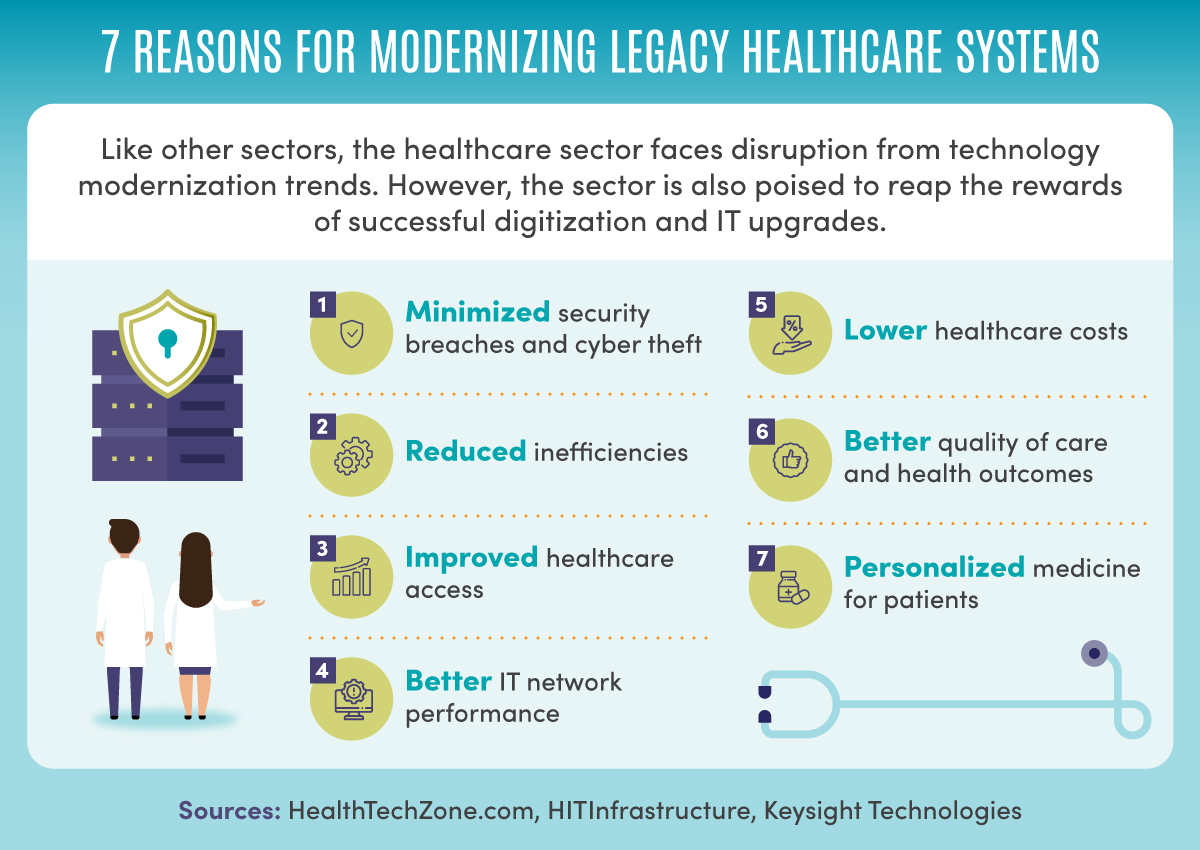 7 REASONS FOR MODERNIZING LEGACY HEALTHCARE SYSTEMS
Like other sectors, the healthcare sector faces disruption from technology
modernization trends. However, the sector is also poised to reap the rewards
of successful digitization and IT upgrades.
1
Minimized security
breaches and cyber theft
2
Reduced inefficiencies
3
Improved healthcare
access
4
Better IT network
performance
5
%
Lower healthcare costs
6
Better quality of care
and health outcomes
7
Personalized medicine
for patients
Sources: HealthTechZone.com, HITInfrastructure, Keysight Technologies